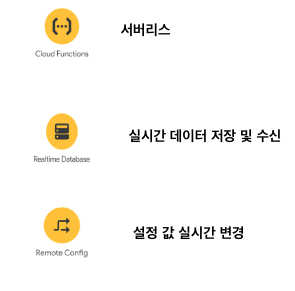 서버리스
Cloud Functions
실시간 데이터 저장 및 수신
Realtime Database
설정 값 실시간 변경
Remote Config